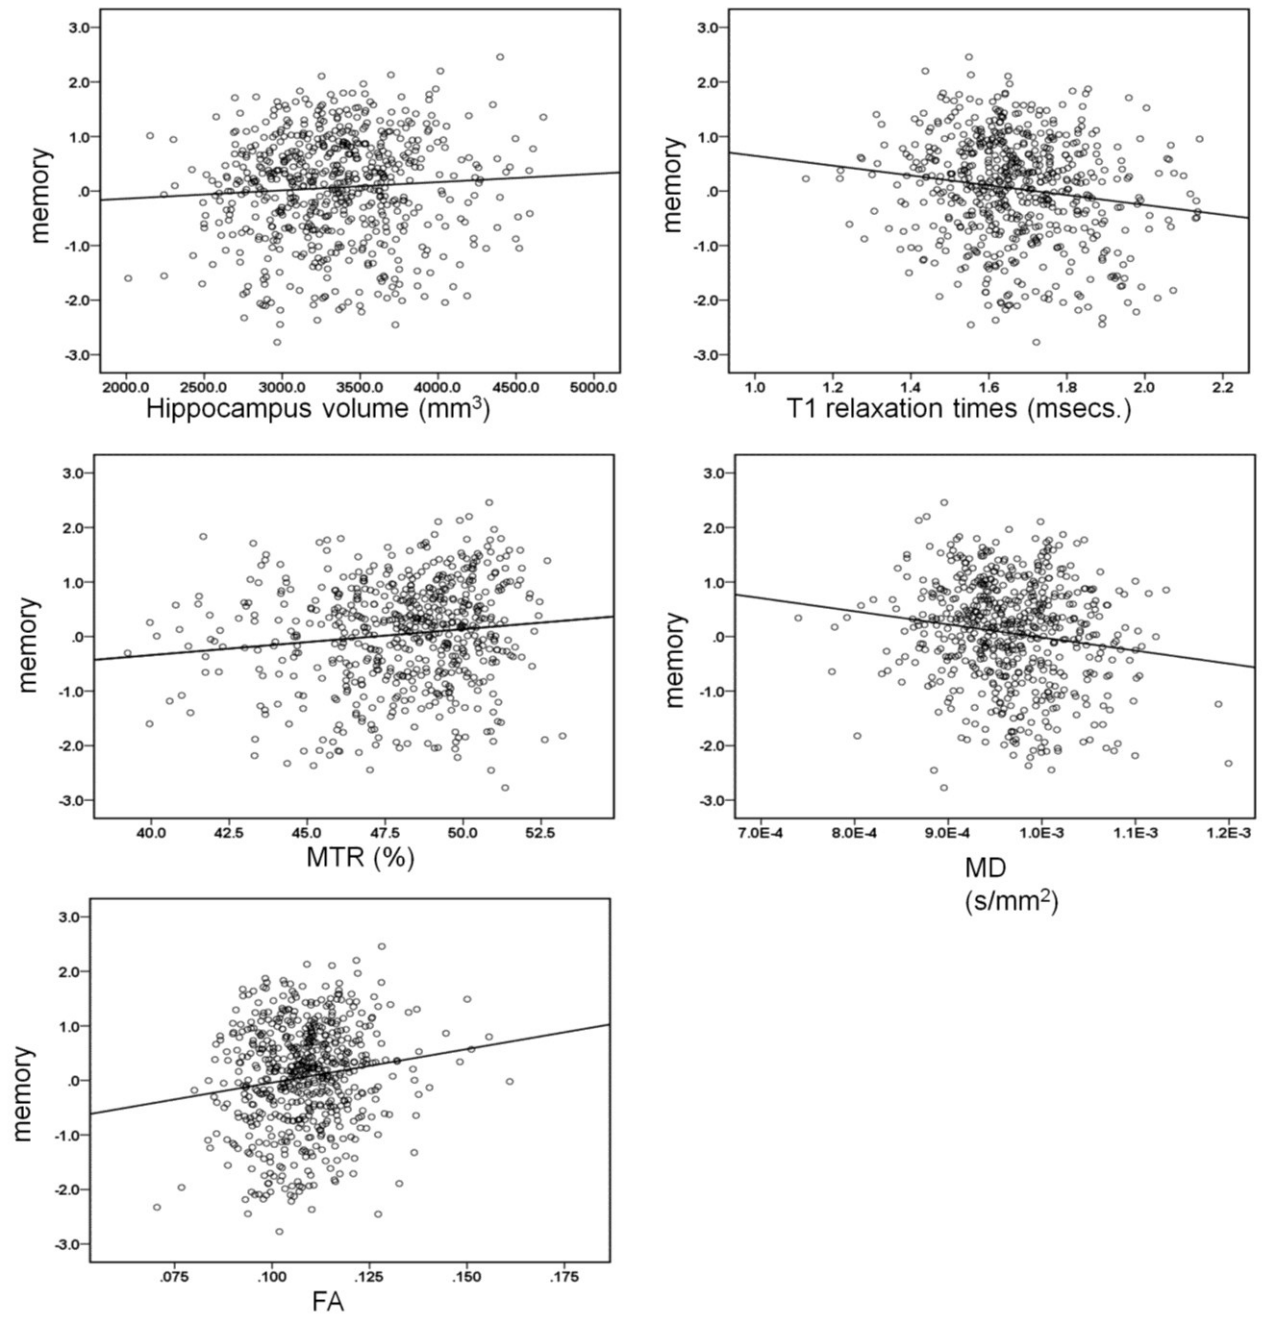 3.0
2.0
1.0
.0
-1.0
-2.0
-3.0
memory
2000.0 2500.0 3000.0 3500.0 4000.0 4500.0 5000.0
Hippocampus volume (mm³)
3.0
2.0
1.0
.0
-1.0
-2.0
-3.0
memory
1.0 1.2 1.4 1.6 1.8 2.0 2.2
T1 relaxation times (msecs.)
3.0
2.0
1.0
.0
-1.0
-2.0
-3.0
memory
40.0 42.5 45.0 47.5 50.0 52.5
MTR (%)
3.0
2.0
1.0
.0
-1.0
-2.0
-3.0
memory
7.0E-4 8.0E-4 9.0E-4 1.0E-3 1.1E-3 1.2E-3
MD
(s/mm²)
3.0
2.0
1.0
.0
-1.0
-2.0
-3.0
memory
.075 .100 .125 .150 .175
FA